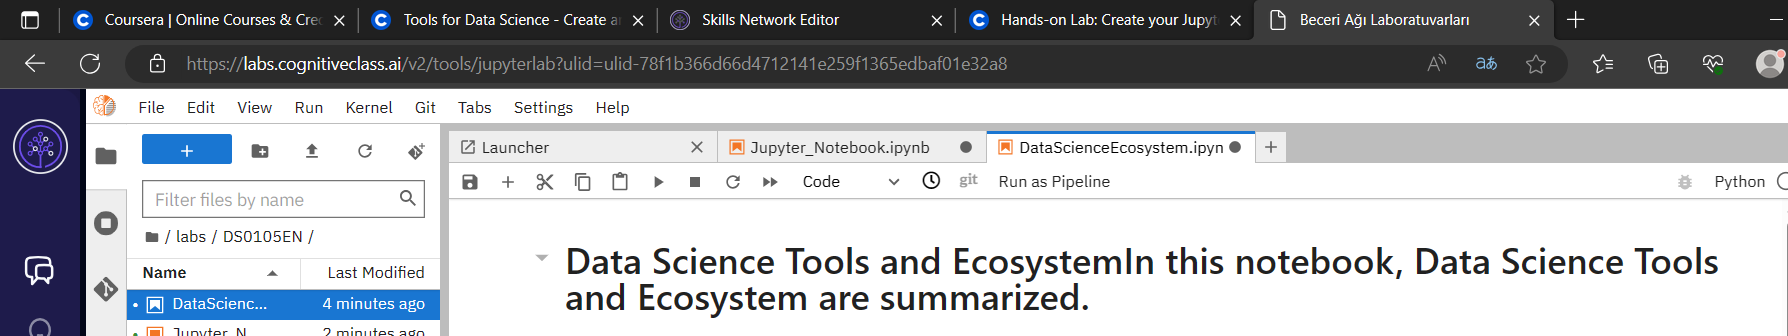 Coursera | Online Courses & Cred
Tools for Data Science - Create a
Skills Network Editor
Hands-on Lab: Create your Jupyt
Beceri Ağı Laboratuvarları
https://labs.cognitiveclass.ai/v2/tools/jupyterlab?ulid=ulid-78f1b366d66d4712141e259f1365edbaf01e32a8
File Edit View Run Kernel Git Tabs Settings Help
Launcher
Jupyter_Notebook.ipynb
DataScienceEcosystem.ipyn
Code
git
Run as Pipeline
Python
Filter files by name
/ labs / DS0105EN /
Name Last Modified
DataScienc... 4 minutes ago
Jupyter_N... 2 minutes ago
Data Science Tools and EcosystemIn this notebook, Data Science Tools
and Ecosystem are summarized.